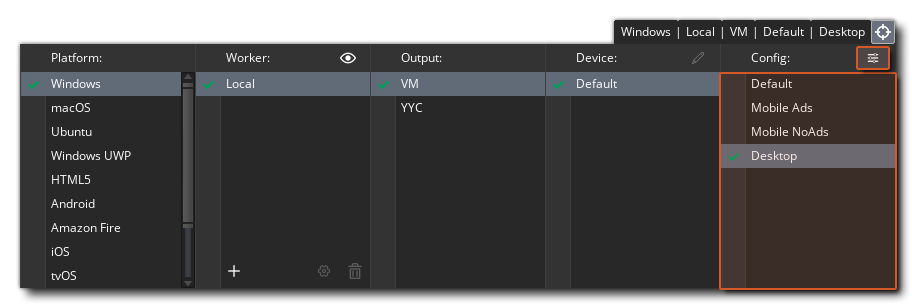 Windows | Local | VM | Default | Desktop
Platform:
Windows
macOS
Ubuntu
Windows UWP
HTML5
Android
Amazon Fire
iOS
tvOS
Worker:
Local
Output:
VM
YYC
Device:
Default
Config:
Default
Mobile Ads
Mobile NoAds
Desktop